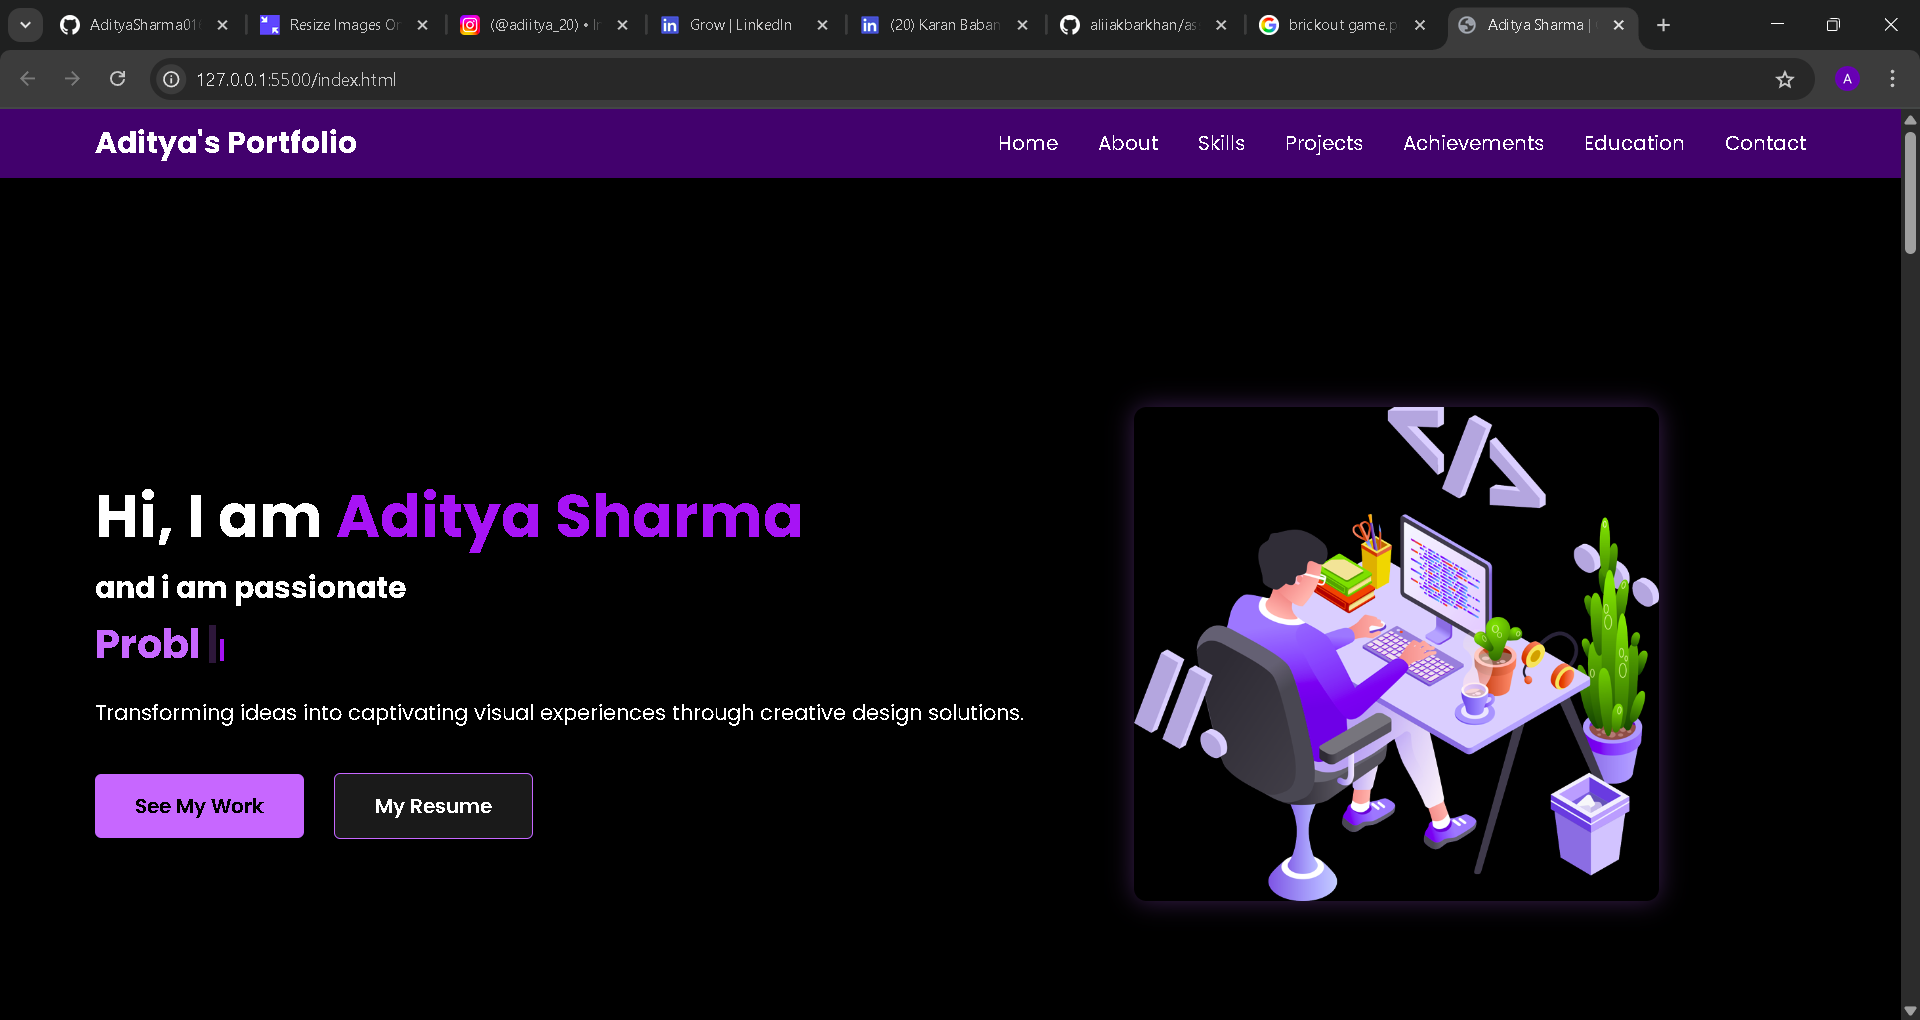 AdityaSharma01
Resize Images Or
(@adiitya_20) • In
Grow | LinkedIn
(20) Karan Baban
aliiakbarkhan/as
brickout game.p
Aditya Sharma |
127.0.0.1:5500/index.html
A
Aditya's Portfolio
Home
About
Skills
Projects
Achievements
Education
Contact
Hi, I am Aditya Sharma
and i am passionate
Probl
Transforming ideas into captivating visual experiences through creative design solutions.
See My Work
My Resume